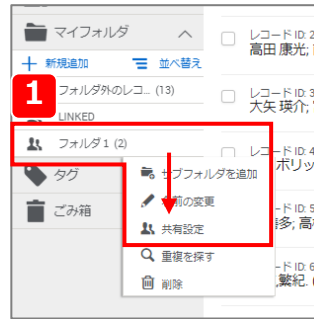 マイフォルダ
新規追加 並べ替え
1
フォルダ外のレコ... (13)
LINKED
フォルダ1 (2)
タグ
ごみ箱
サブフォルダを追加
前の変更
共有設定
重複を探す
削除
レコード ID: 2
高田 康光;
レコード ID: 3
大矢 瑛介;
レコード ID: 4
ボリッ
ード ID: 5
多; 高
ード ID: 6
繁紀. (